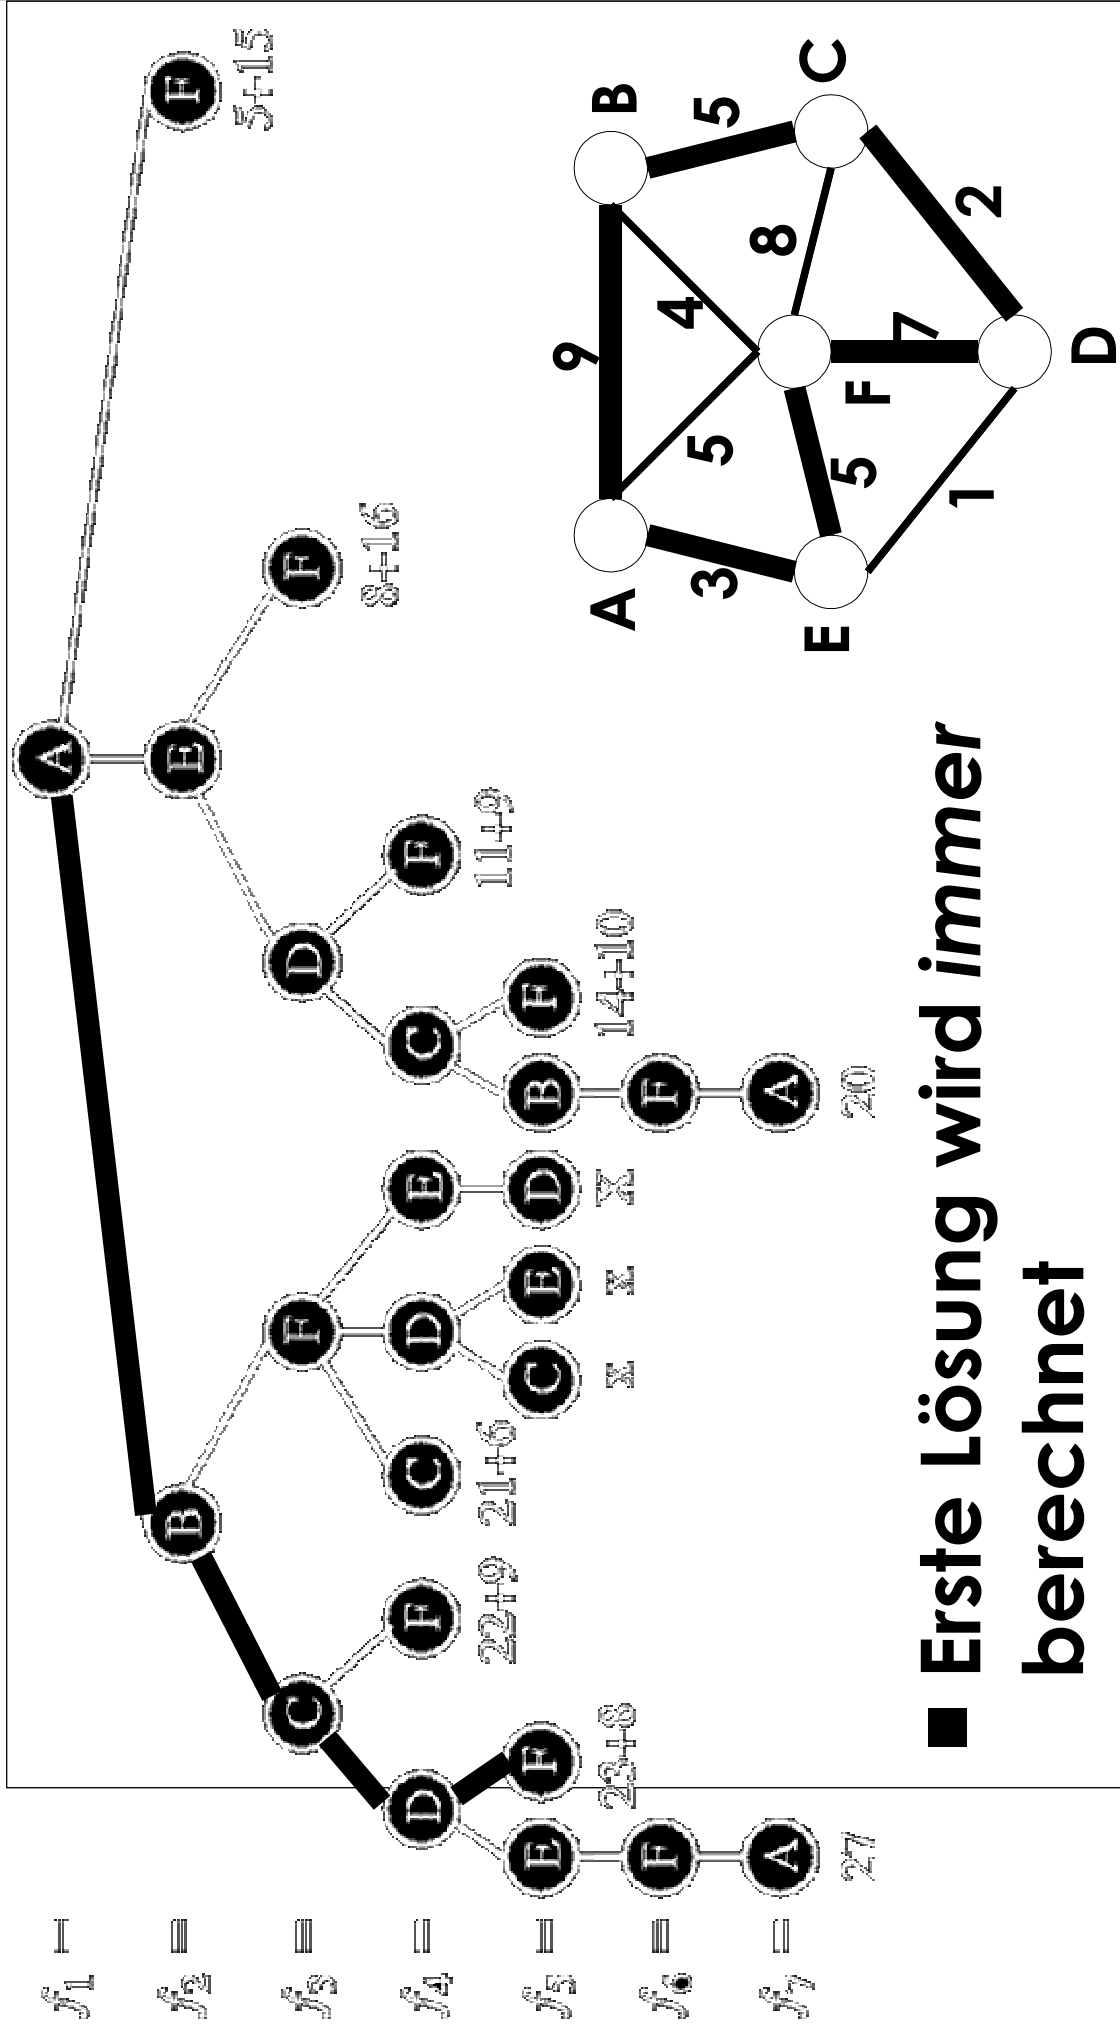 f1 = A
f2 = B E F
5+15
f3 = C F D F
8+16
f4 = D F C D E C F
22+9 21+6 11+9
f5 = E F C E D B F
23+8 x x x 14+10
f6 = F F
f7 = A A
27 20
9
A B
4
3 5 5
8
E C
5 F 7
1 2
D
■ Erste Lösung wird immer
berechnet